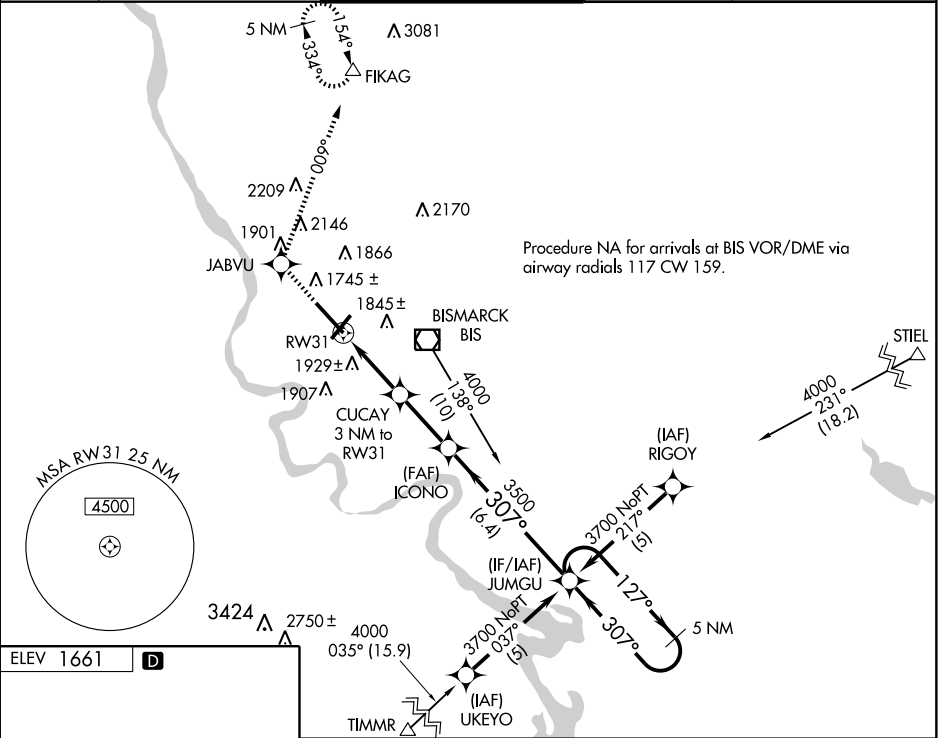 5 NM
154°
334°
3081
FIKAG
009°
2209
2146
2170
1901
JABVU
1866
1745 ±
1845±
Procedure NA for arrivals at BIS VOR/DME via
airway radials 117 CW 159.
BISMARCK
BIS
RW31
1929±
1907
STIEL
4000
138°
(10)
4000
231°
(18.2)
CUCAY
3 NM to
RW31
(FAF)
ICONO
(IAF)
RIGOY
MSA RW31 25 NM
4500
3500
307°
(6.4)
3700 NoPT
217°
(5)
(IF/IAF)
JUMGU
127°
307°
5 NM
3424
2750 ±
4000
035° (15.9)
3700 NoPT
037°
(5)
(IAF)
UKEYO
TIMMR
ELEV 1661
D